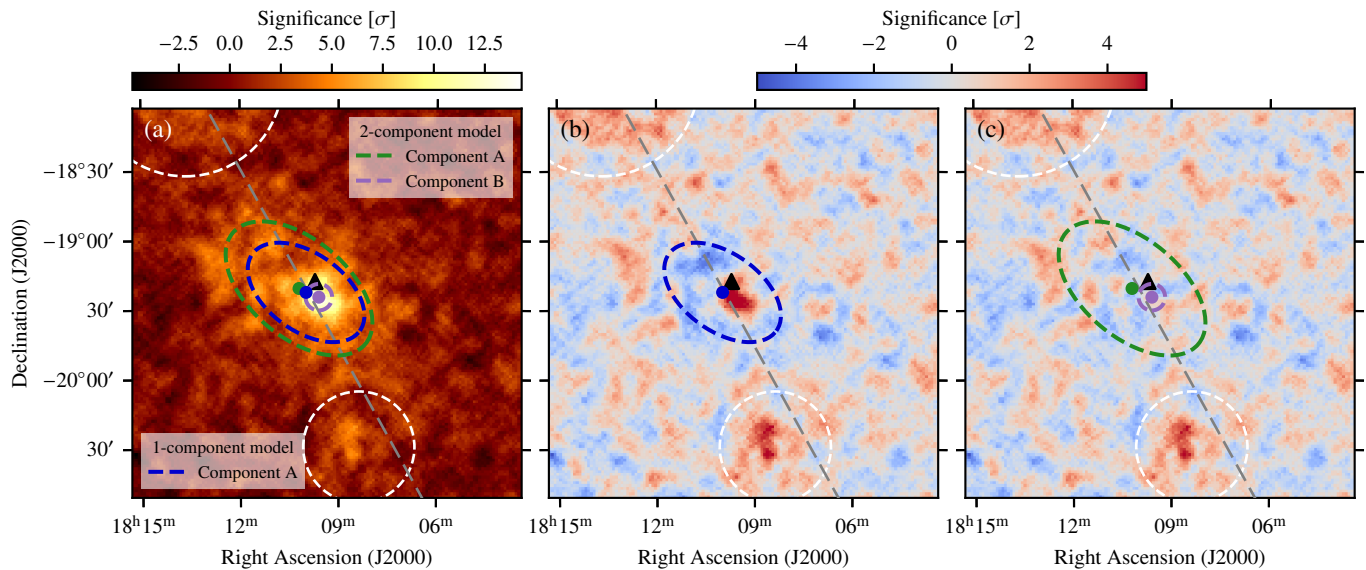 Significance [σ]
−2.5 0.0 2.5 5.0 7.5 10.0 12.5
Significance [σ]
−4 −2 0 2 4
(a)
2-component model
Component A
Component B
1-component model
Component A
(b)
(c)
Declination (J2000)
−18°30′
−19°00′
30′
−20°00′
30′
18ʰ15ᵐ 12ᵐ 09ᵐ 06ᵐ
Right Ascension (J2000)
18ʰ15ᵐ 12ᵐ 09ᵐ 06ᵐ
Right Ascension (J2000)
18ʰ15ᵐ 12ᵐ 09ᵐ 06ᵐ
Right Ascension (J2000)